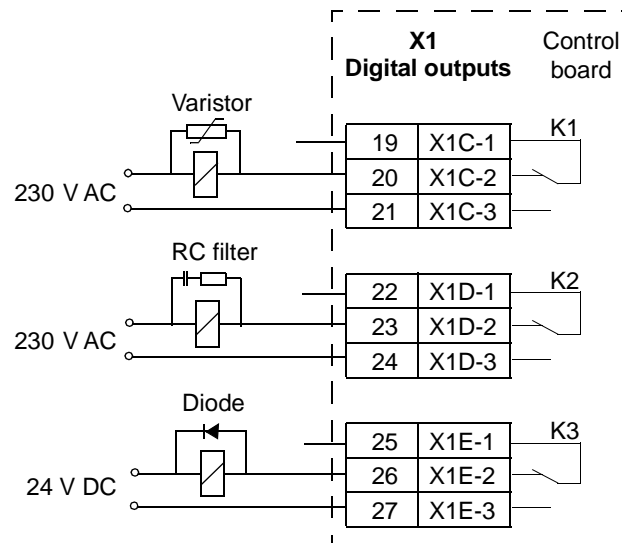 X1 Control
Digital outputs board
Varistor
K1
19 X1C-1
230 V AC
20 X1C-2
21 X1C-3
RC filter
K2
22 X1D-1
230 V AC
23 X1D-2
24 X1D-3
Diode
K3
25 X1E-1
24 V DC
26 X1E-2
27 X1E-3